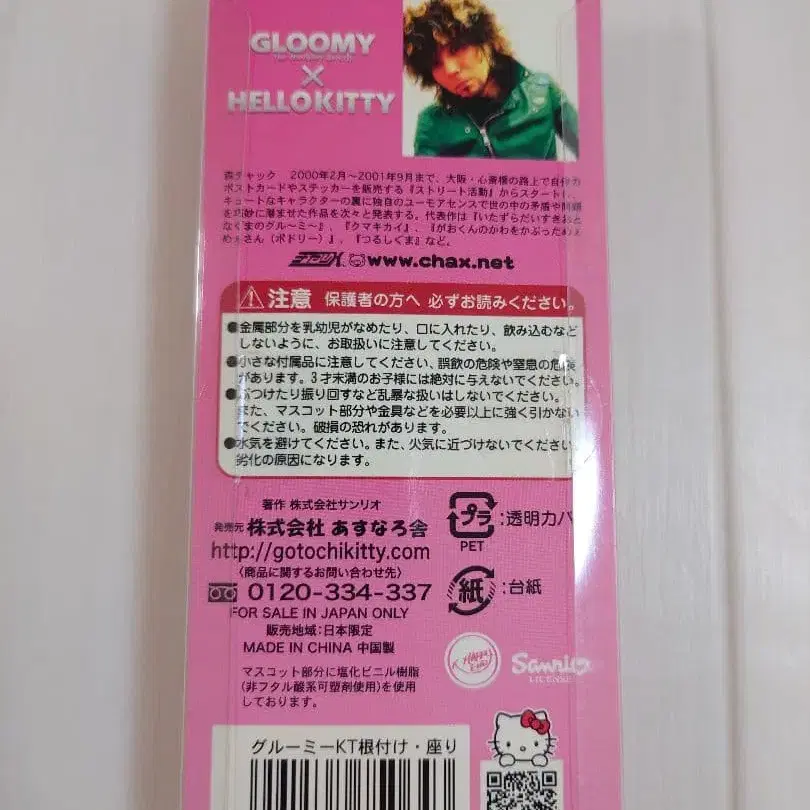 GLOOMY
×
HELLO KITTY
森チャック 2000年2月～2001年9月まで、大阪・心斎橋の路上で自作の
ポストカードやステッカーを販売する『ストリート活動』からスタートし、
キュートなキャラクターの裏に独自のユーモアセンスで世の中の矛盾や問題
を巧妙に潜ませた作品を次々と発表する。代表作は『いたずらだいすきおと
なくまのグル～ミ～』、『クマキカイ』、『がおくんのかわをかぶっためぇ
めぇさん（ボドリー）』、『つるしぐま』など。
www.chax.net
注意 保護者の方へ 必ずお読みください。
●金属部分を乳幼児がなめたり、口に入れたり、飲み込むなど
しないように、お取扱いに注意してください。
●小さな付属品に注意してください、誤飲の危険や窒息の危険
があります。3才未満のお子様には絶対に与えないでください。
●ぶつけたり振り回すなど乱暴な扱いはしないでください。
また、マスコット部分や金具などを必要以上に強く引かない
でください。破損の恐れがあります。
●水気を避けてください。また、火気に近づけないでください
劣化の原因になります。
著作 株式会社サンリオ
発売元 株式会社 あすなろ舎
http://gotochikitty.com
〈商品に関するお問い合わせ先〉
0120-334-337
FOR SALE IN JAPAN ONLY
販売地域:日本限定
MADE IN CHINA 中国製
マスコット部分に塩化ビニル樹脂
(非フタル酸系可塑剤使用)を使用
しております。
プラ :透明カバ
PET
紙 :台紙
Sanrio
LICENSE
グルーミーKT根付け・座り